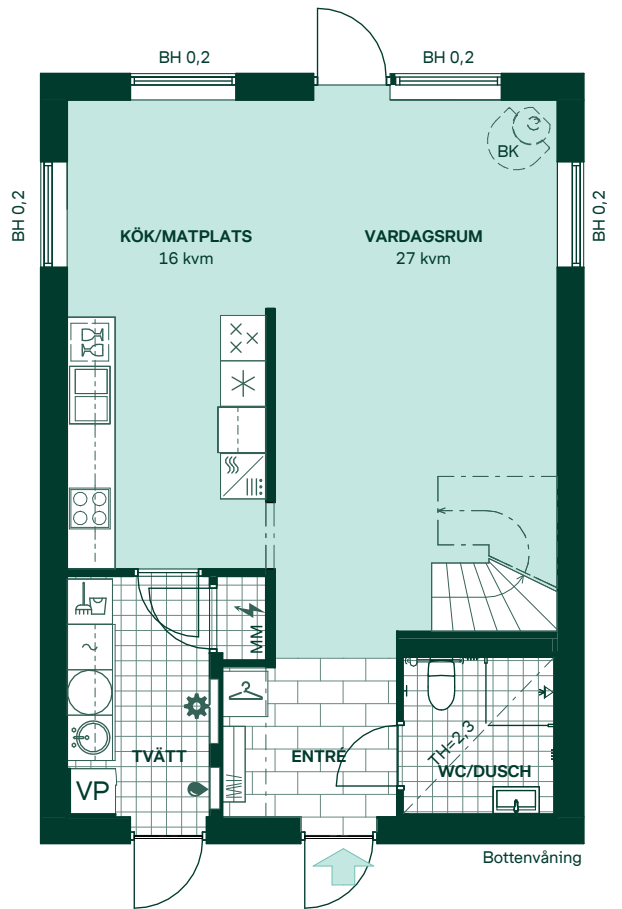 BH 0,2
BH 0,2
BK
BH 0,2
BH 0,2
KÖK/MATPLATS
16 kvm
VARDAGSRUM
27 kvm
MM
TH=2,3
TVÄTT
ENTRÉ
WC/DUSCH
VP
Bottenvåning